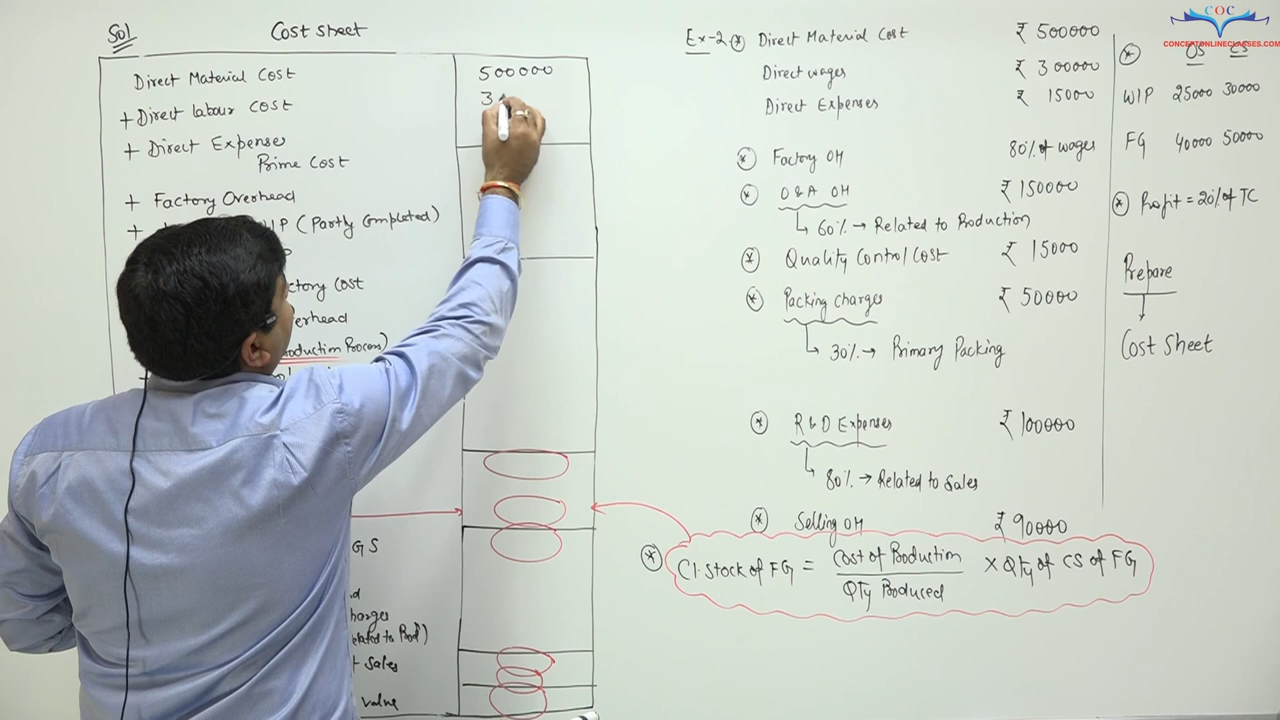 Sol
Cost sheet
Direct Material Cost 500000
+ Direct labour Cost 3
+ Direct Expenses
Prime Cost
+ Factory Overhead
+ WIP (Partly Completed)
P
ctory Cost
erhead
oduction Process)
+
G S
d
harges
elated to Prod)
t Sales
value
Ex-2 * Direct Material Cost ₹ 500000
Direct wages ₹ 300000
Direct Expenses ₹ 15000
* Factory OH 80% of wages
* O & A OH ₹ 150000
60% → Related to Production
* Quality Control Cost ₹ 15000
* Packing charges ₹ 50000
30% → Primary Packing
* R & D Expenses ₹ 100000
80% → Related to Sales
* Selling OH ₹ 90000
* Cl. Stock of FG = Cost of Production / QTy Produced × QTy of CS of FG
COC
CONCEPTONLINECLASSES.COM
* OS CS
WIP 25000 30000
FG 40000 50000
* Profit = 20% of TC
Prepare
Cost Sheet